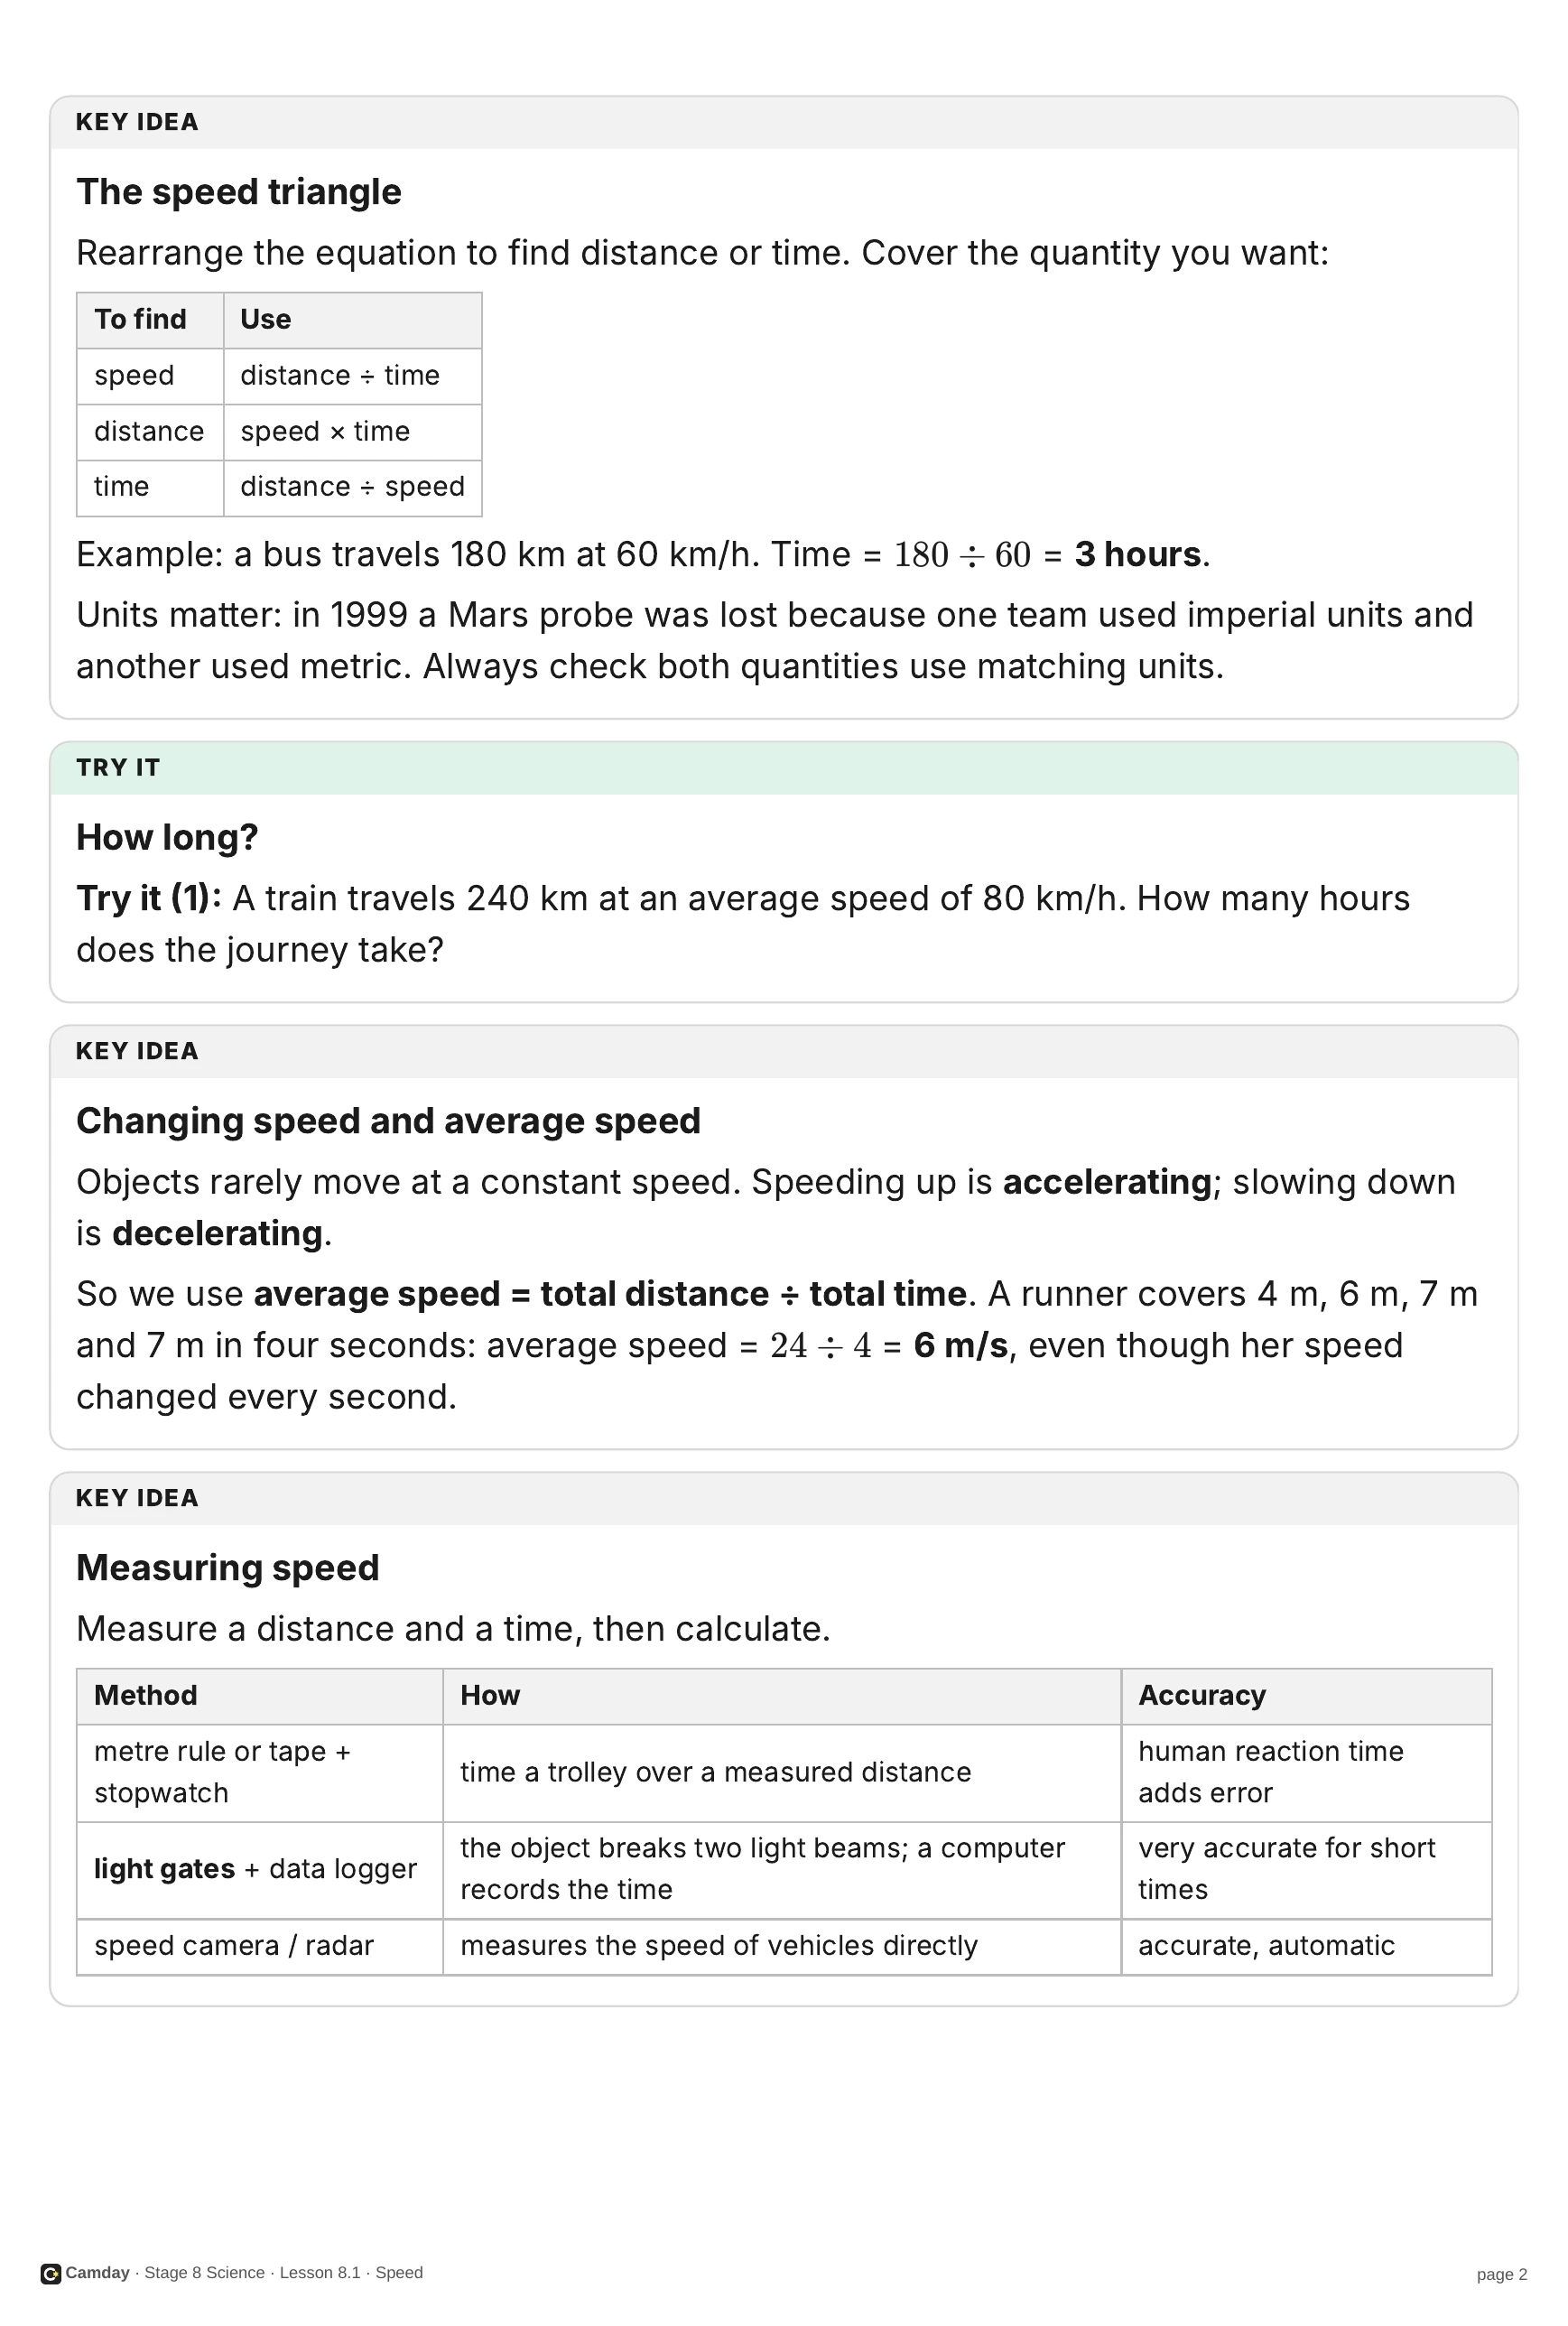 KEY IDEA
The speed triangle
Rearrange the equation to find distance or time. Cover the quantity you want:
To find Use
speed distance ÷ time
distance speed × time
time distance ÷ speed
Example: a bus travels 180 km at 60 km/h. Time = 180 ÷ 60 = 3 hours.
Units matter: in 1999 a Mars probe was lost because one team used imperial units and
another used metric. Always check both quantities use matching units.
TRY IT
How long?
Try it (1): A train travels 240 km at an average speed of 80 km/h. How many hours
does the journey take?
KEY IDEA
Changing speed and average speed
Objects rarely move at a constant speed. Speeding up is accelerating; slowing down
is decelerating.
So we use average speed = total distance ÷ total time. A runner covers 4 m, 6 m, 7 m
and 7 m in four seconds: average speed = 24 ÷ 4 = 6 m/s, even though her speed
changed every second.
KEY IDEA
Measuring speed
Measure a distance and a time, then calculate.
Method How Accuracy
metre rule or tape +
stopwatch
time a trolley over a measured distance
human reaction time
adds error
light gates + data logger
the object breaks two light beams; a computer
records the time
very accurate for short
times
speed camera / radar measures the speed of vehicles directly accurate, automatic
Camday · Stage 8 Science · Lesson 8.1 · Speed
page 2